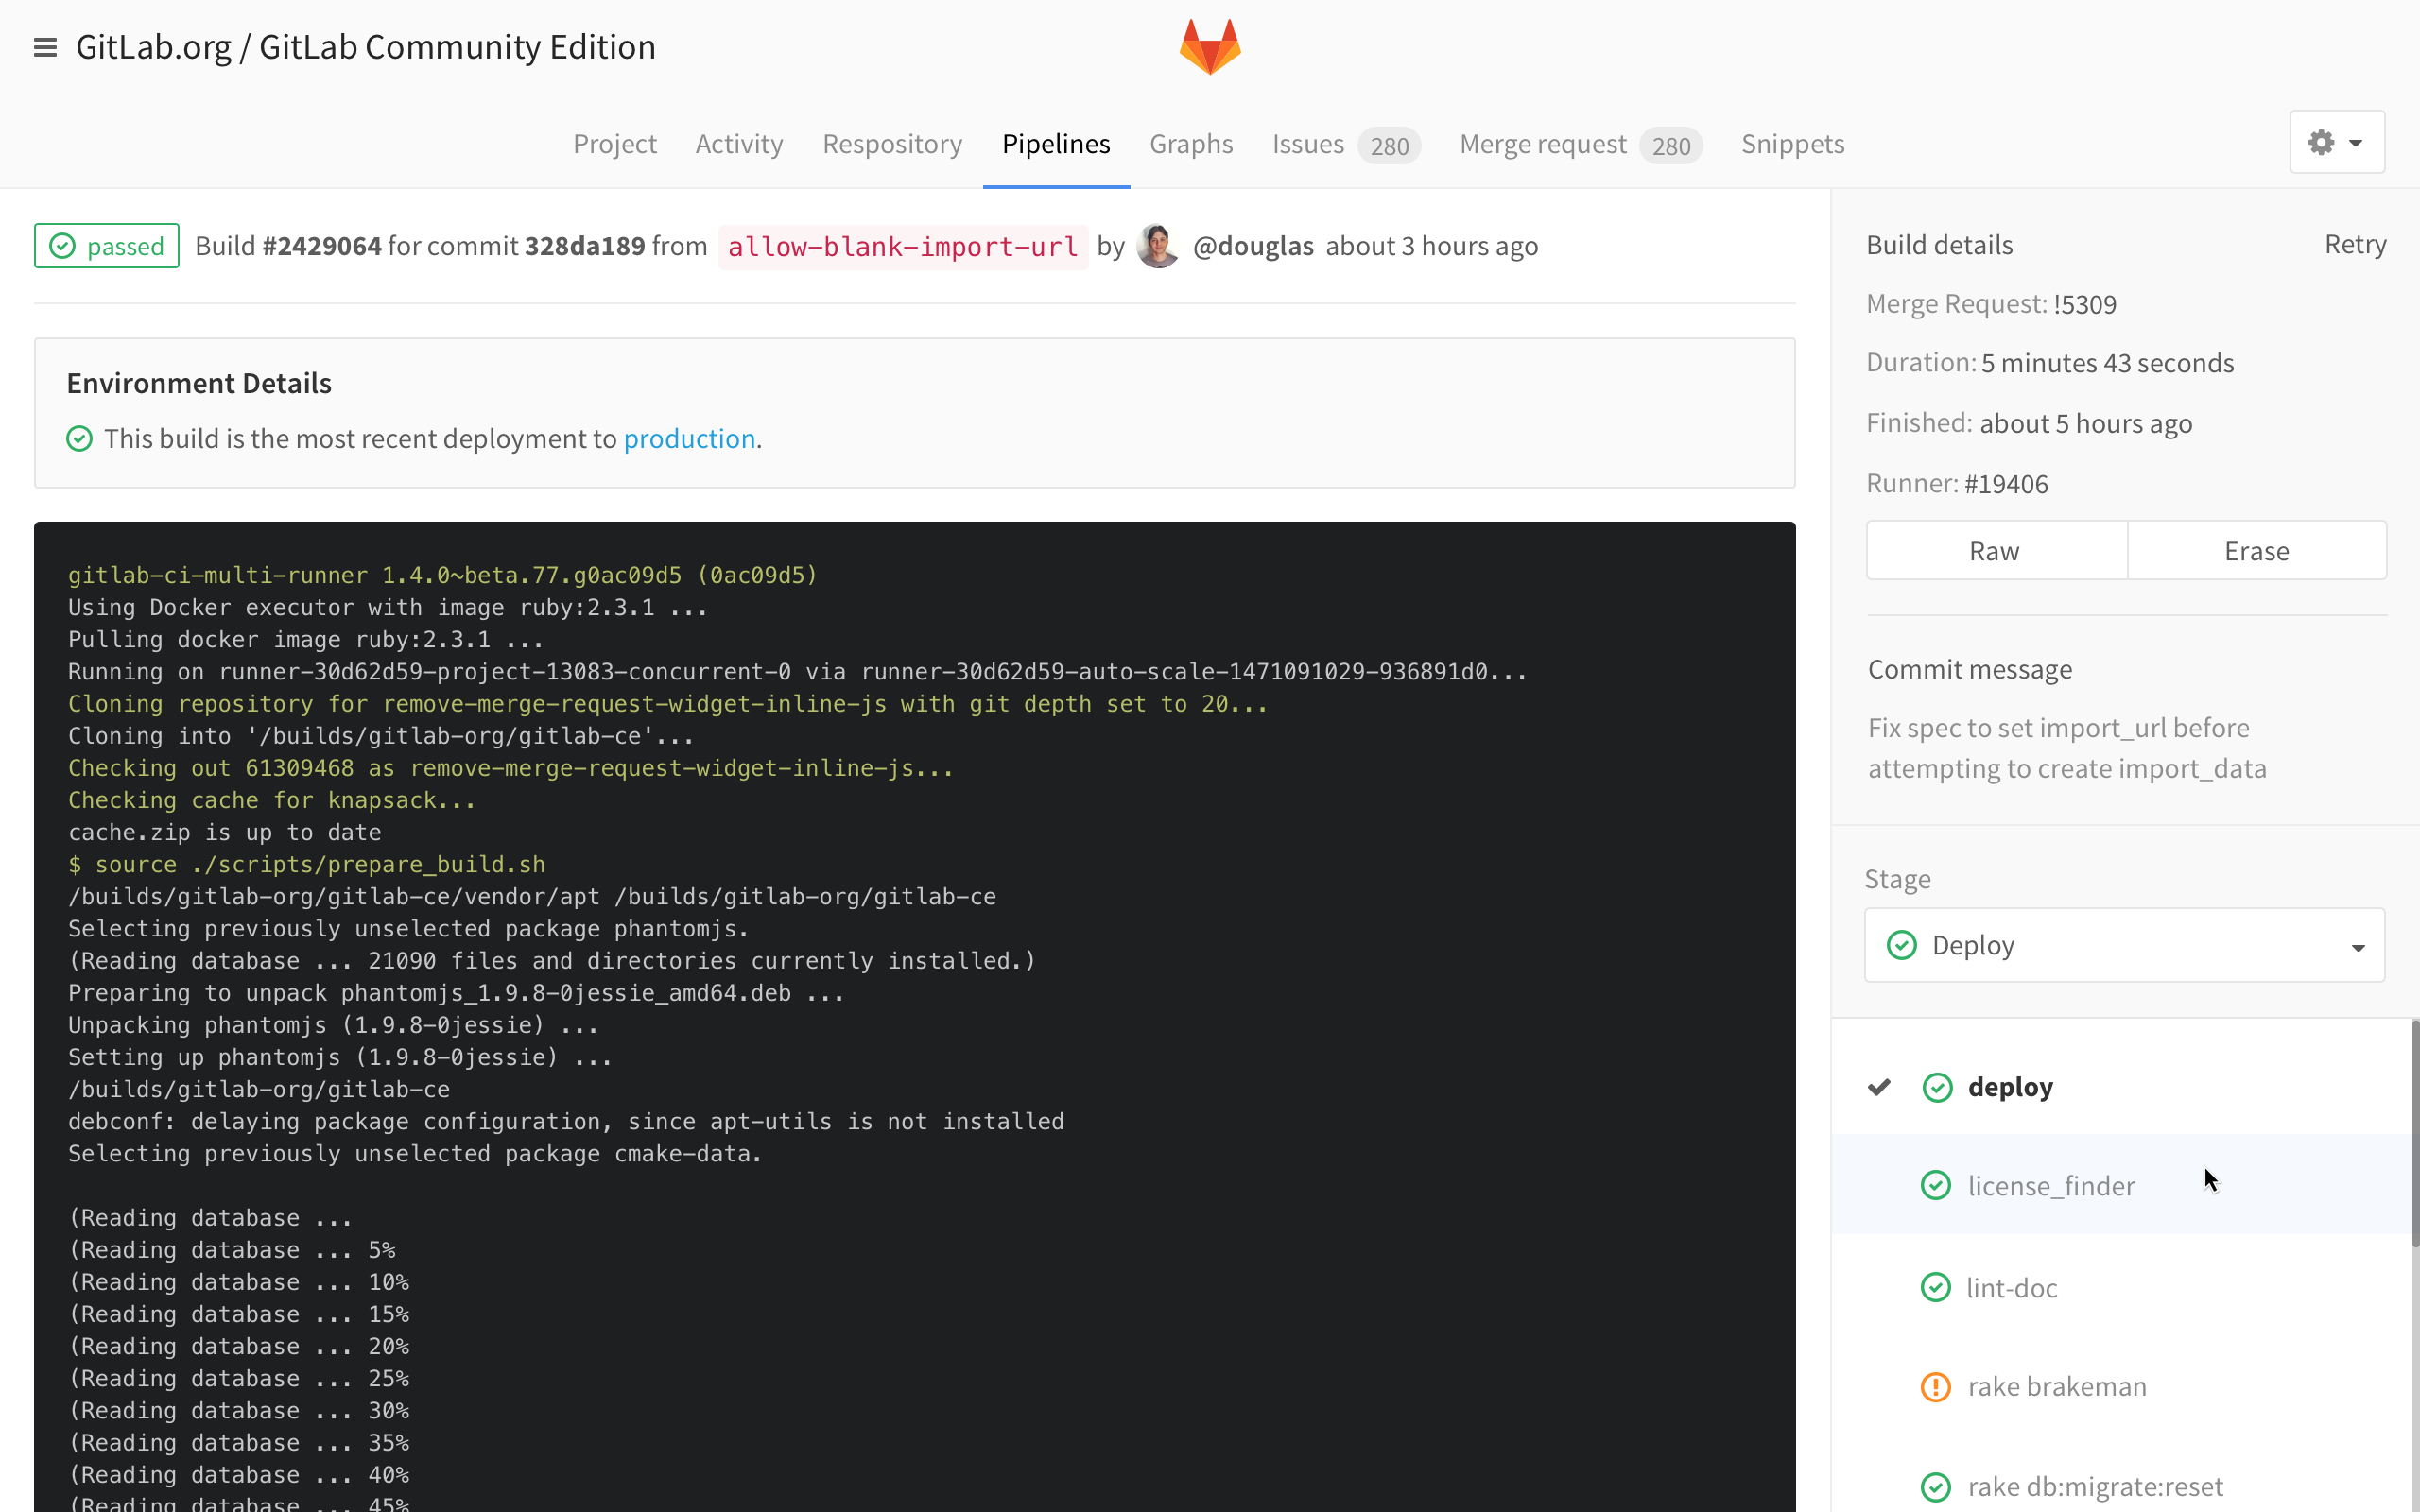 GitLab.org / GitLab Community Edition
Project Activity Respository Pipelines Graphs Issues 280 Merge request 280 Snippets
passed Build #2429064 for commit 328da189 from allow-blank-import-url by @douglas about 3 hours ago
Environment Details
This build is the most recent deployment to production.
gitlab-ci-multi-runner 1.4.0~beta.77.g0ac09d5 (0ac09d5)
Using Docker executor with image ruby:2.3.1 ...
Pulling docker image ruby:2.3.1 ...
Running on runner-30d62d59-project-13083-concurrent-0 via runner-30d62d59-auto-scale-1471091029-936891d0...
Cloning repository for remove-merge-request-widget-inline-js with git depth set to 20...
Cloning into '/builds/gitlab-org/gitlab-ce'...
Checking out 61309468 as remove-merge-request-widget-inline-js...
Checking cache for knapsack...
cache.zip is up to date
$ source ./scripts/prepare_build.sh
/builds/gitlab-org/gitlab-ce/vendor/apt /builds/gitlab-org/gitlab-ce
Selecting previously unselected package phantomjs.
(Reading database ... 21090 files and directories currently installed.)
Preparing to unpack phantomjs_1.9.8-0jessie_amd64.deb ...
Unpacking phantomjs (1.9.8-0jessie) ...
Setting up phantomjs (1.9.8-0jessie) ...
/builds/gitlab-org/gitlab-ce
debconf: delaying package configuration, since apt-utils is not installed
Selecting previously unselected package cmake-data.
(Reading database ...
(Reading database ... 5%
(Reading database ... 10%
(Reading database ... 15%
(Reading database ... 20%
(Reading database ... 25%
(Reading database ... 30%
(Reading database ... 35%
(Reading database ... 40%
(Reading database ... 45%
Build details Retry
Merge Request: !5309
Duration: 5 minutes 43 seconds
Finished: about 5 hours ago
Runner: #19406
Raw Erase
Commit message
Fix spec to set import_url before
attempting to create import_data
Stage
Deploy
deploy
license_finder
lint-doc
rake brakeman
rake db:migrate:reset